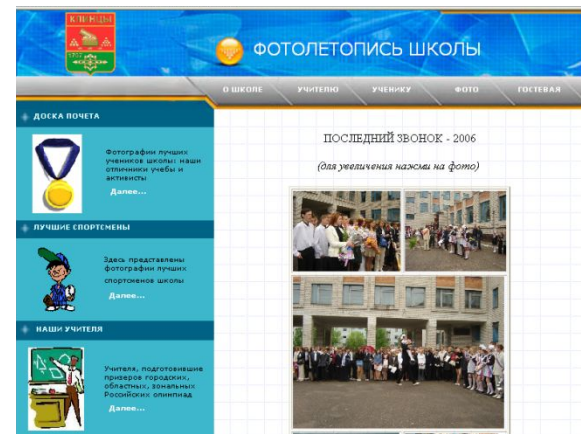 КЛИНЦЫ
1707
ФОТОЛЕТОПИСЬ ШКОЛЫ
О ШКОЛЕ УЧИТЕЛЮ УЧЕНИКУ ФОТО ГОСТЕВАЯ
ДОСКА ПОЧЕТА
Фотографии лучших
учеников школы: наши
отличники учебы и
активисты
Далее...
ЛУЧШИЕ СПОРТСМЕНЫ
Здесь представлены
фотографии лучших
спортсменов школы
Далее...
НАШИ УЧИТЕЛЯ
Учителя, подготовившие
призеров городских,
областных, зональных
Российских олимпиад
Далее...
ПОСЛЕДНИЙ ЗВОНОК - 2006
(для увеличения нажми на фото)